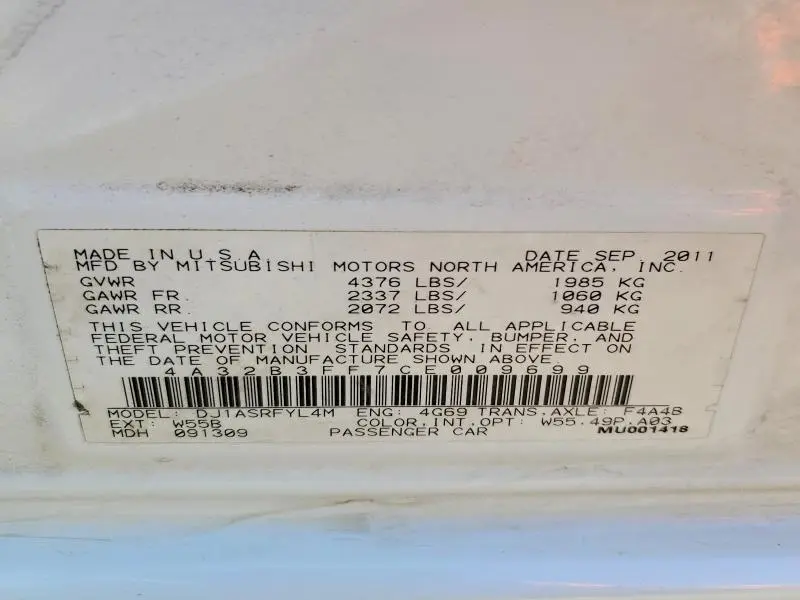 MADE IN U.S.A. DATE SEP. 2011
MFD BY MITSUBISHI MOTORS NORTH AMERICA, INC.
GVWR 4376 LBS/ 1985 KG
GAWR FR. 2337 LBS/ 1060 KG
GAWR RR. 2072 LBS/ 940 KG
THIS VEHICLE CONFORMS TO ALL APPLICABLE
FEDERAL MOTOR VEHICLE SAFETY, BUMPER, AND
THEFT PREVENTION STANDARDS IN EFFECT ON
THE DATE OF MANUFACTURE SHOWN ABOVE.
4A32B3FF7CE009699
MODEL: DJ1ASRFYL4M ENG: 4G69 TRANS.AXLE: F4A4B
EXT: W55B COLOR.INT.OPT: W55.49P.A03
MDH 091309 PASSENGER CAR MU001418